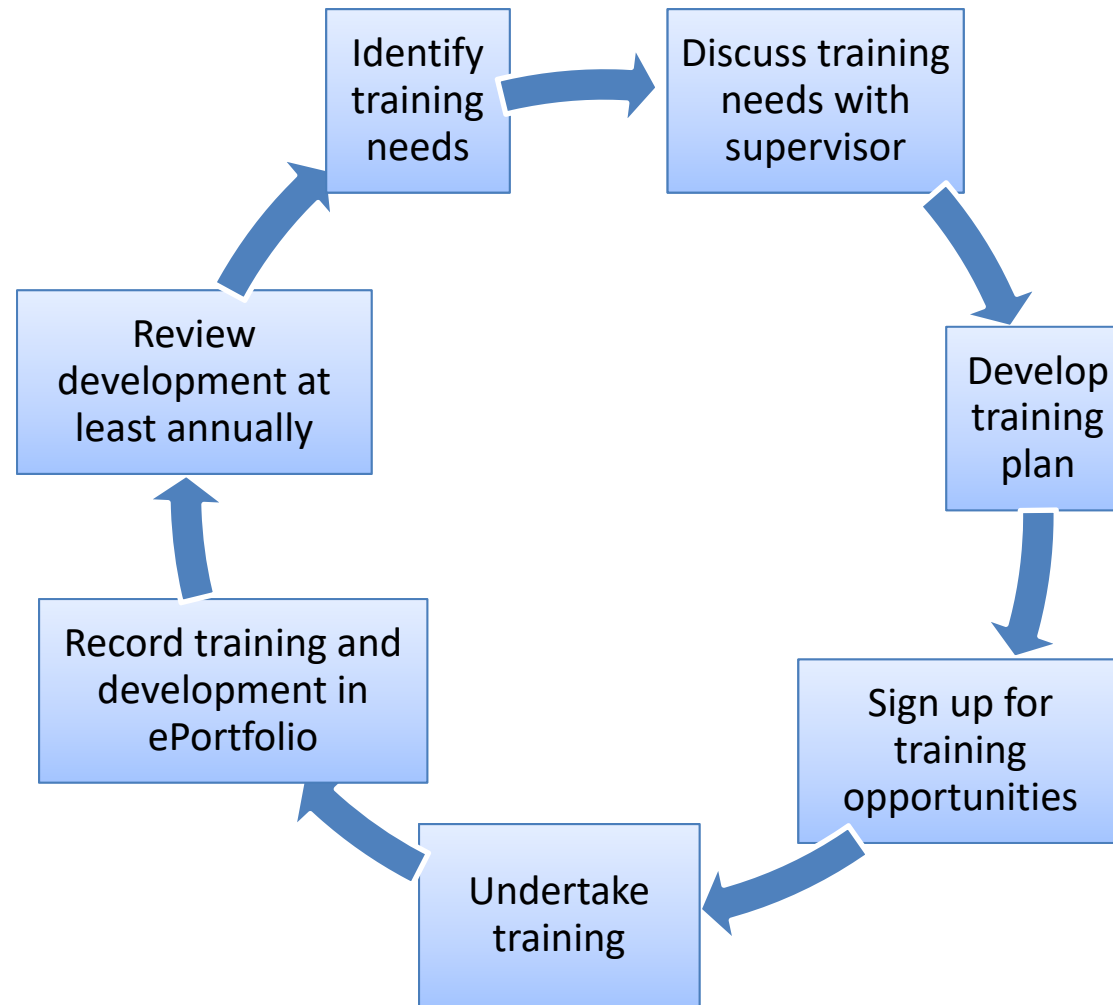 Identify
training
needs
Discuss training
needs with
supervisor
Develop
training
plan
Sign up for
training
opportunities
Undertake
training
Record training and
development in
ePortfolio
Review
development at
least annually